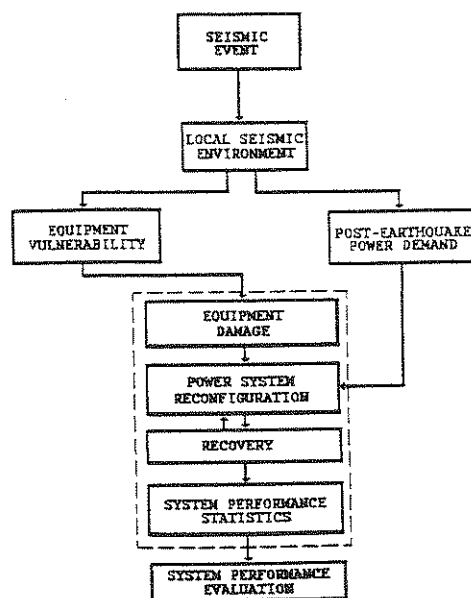 SEISMIC
EVENT
LOCAL SEISMIC
ENVIRONMENT
EQUIPMENT
VULNERABILITY
POST-EARTHQUAKE
POWER DEMAND
EQUIPMENT
DAMAGE
POWER SYSTEM
RECONFIGURATION
RECOVERY
SYSTEM PERFORMANCE
STATISTICS
SYSTEM PERFORMANCE
EVALUATION